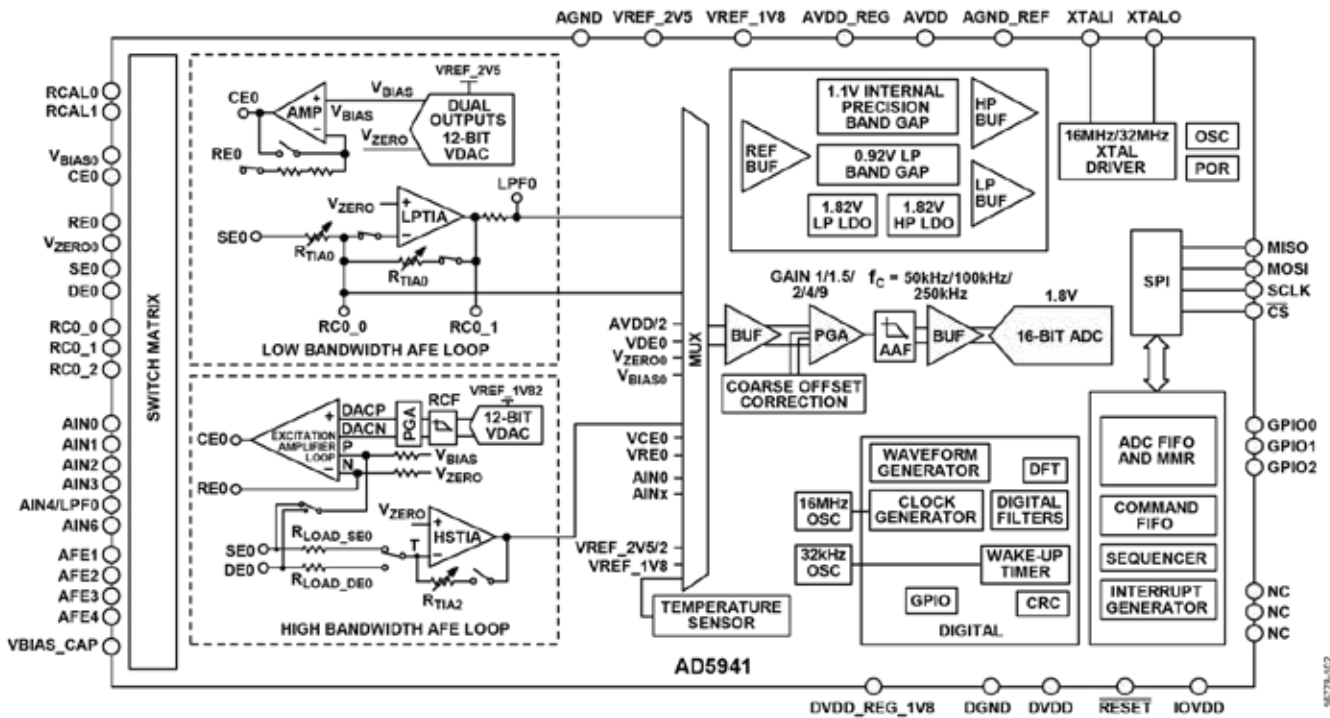 AGND
VREF_2V5
VREF_1V8
AVDD_REG
AVDD
AGND_REF
XTALI
XTALO
RCAL0
RCAL1
VBIAS0
CE0
RE0
VZERO0
SE0
DE0
RC0_0
RC0_1
RC0_2
AIN0
AIN1
AIN2
AIN3
AIN4/LPF0
AIN6
AFE1
AFE2
AFE3
AFE4
VBIAS_CAP
SWITCH MATRIX
VREF_2V5
CE0
AMP
+
−
VBIAS
VBIAS
VZERO
DUAL
OUTPUTS
12-BIT
VDAC
RE0
LPF0
VZERO
+
−
LPTIA
SE0
RTIA0
RTIA0
RC0_0
RC0_1
LOW BANDWIDTH AFE LOOP
VREF_1V82
RCF
DACP
DACN
PGA
12-BIT
VDAC
CE0
EXCITATION
AMPLIFIER
LOOP
+
−
P
N
VBIAS
VZERO
RE0
VZERO
+
−
HSTIA
RLOAD_SE0
SE0
DE0
T
RLOAD_DE0
RTIA2
HIGH BANDWIDTH AFE LOOP
MUX
AVDD/2
VDE0
VZERO0
VBIAS0
VCE0
VRE0
AIN0
AINx
VREF_2V5/2
VREF_1V8
TEMPERATURE
SENSOR
REF
BUF
1.1V INTERNAL
PRECISION
BAND GAP
0.92V LP
BAND GAP
1.82V
LP LDO
1.82V
HP LDO
HP
BUF
LP
BUF
16MHz/32MHz
XTAL
DRIVER
OSC
POR
GAIN 1/1.5/
2/4/9
fC = 50kHz/100kHz/
250kHz
BUF
PGA
AAF
BUF
1.8V
16-BIT ADC
COARSE OFFSET
CORRECTION
SPI
MISO
MOSI
SCLK
CS
16MHz
OSC
32kHz
OSC
WAVEFORM
GENERATOR
DFT
CLOCK
GENERATOR
DIGITAL
FILTERS
WAKE-UP
TIMER
GPIO
CRC
DIGITAL
ADC FIFO
AND MMR
COMMAND
FIFO
SEQUENCER
INTERRUPT
GENERATOR
GPIO0
GPIO1
GPIO2
NC
NC
NC
AD5941
DVDD_REG_1V8
DGND
DVDD
RESET
IOVDD